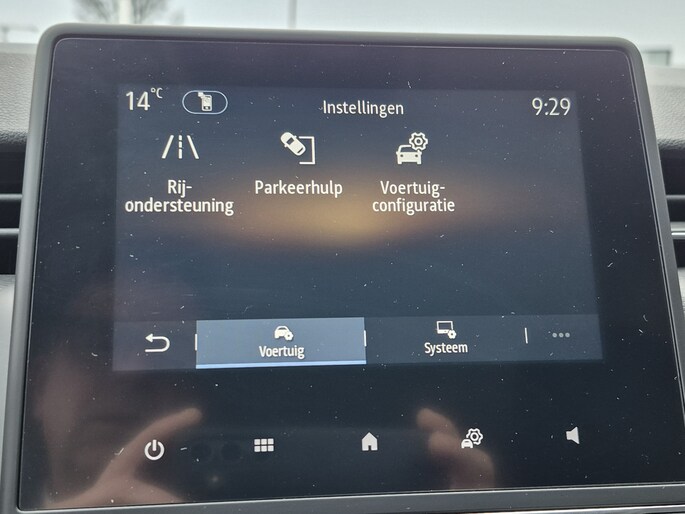 14°C
Instellingen
9:29
Rij-
ondersteuning
Parkeerhulp
Voertuig-
configuratie
Voertuig
Systeem